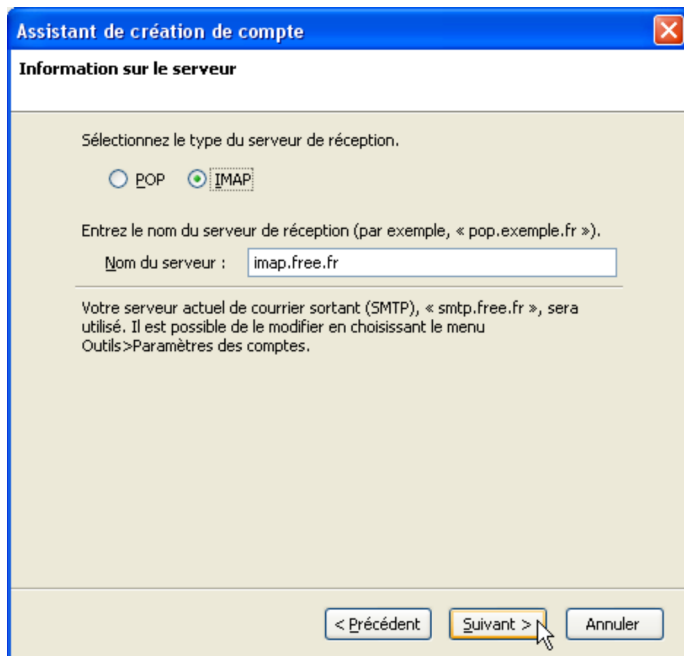 Assistant de création de compte
Information sur le serveur
Sélectionnez le type du serveur de réception.
POP IMAP
Entrez le nom du serveur de réception (par exemple, « pop.exemple.fr »).
Nom du serveur : imap.free.fr
Votre serveur actuel de courrier sortant (SMTP), « smtp.free.fr », sera
utilisé. Il est possible de le modifier en choisissant le menu
Outils>Paramètres des comptes.
< Précédent Suivant > Annuler